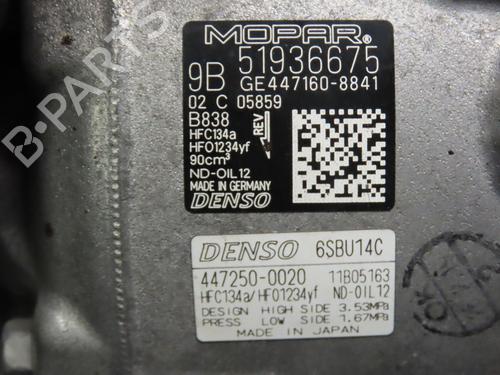 MOPAR®
9B 51936675
GE447160-8841
02 C 05859
B838
REV
HFC134a
HFO1234yf
90cm³
ND-OIL12
MADE IN GERMANY
DENSO
DENSO 6SBU14C
447250-0020 11B05163
HFC134a/HFO1234yf ND-OIL12
DESIGN HIGH SIDE 3.53MPa
PRESS LOW SIDE 1.67MPa
MADE IN JAPAN